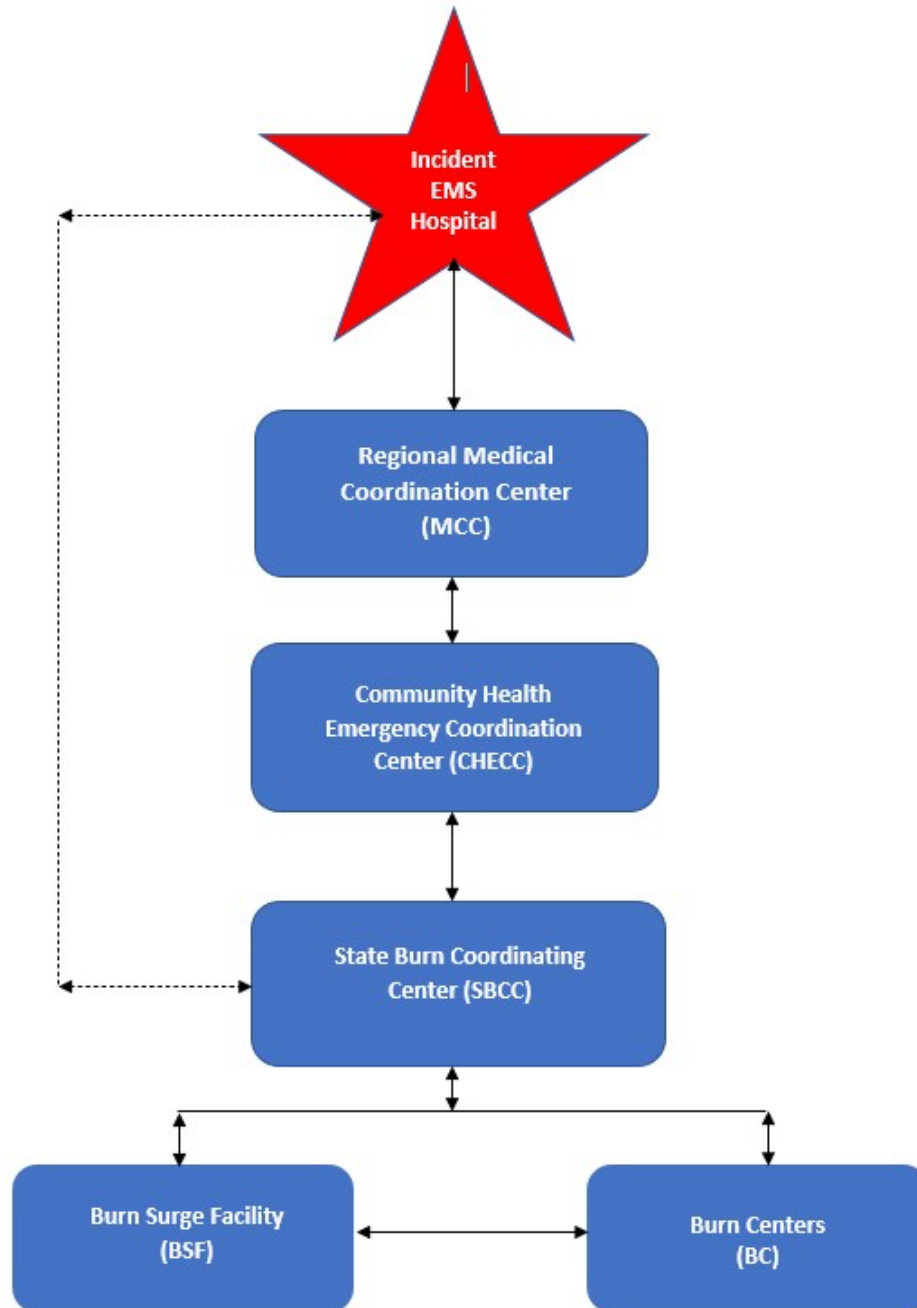 Incident
EMS
Hospital
Regional Medical
Coordination Center
(MCC)
Community Health
Emergency Coordination
Center (CHECC)
State Burn Coordinating
Center (SBCC)
Burn Surge Facility
(BSF)
Burn Centers
(BC)